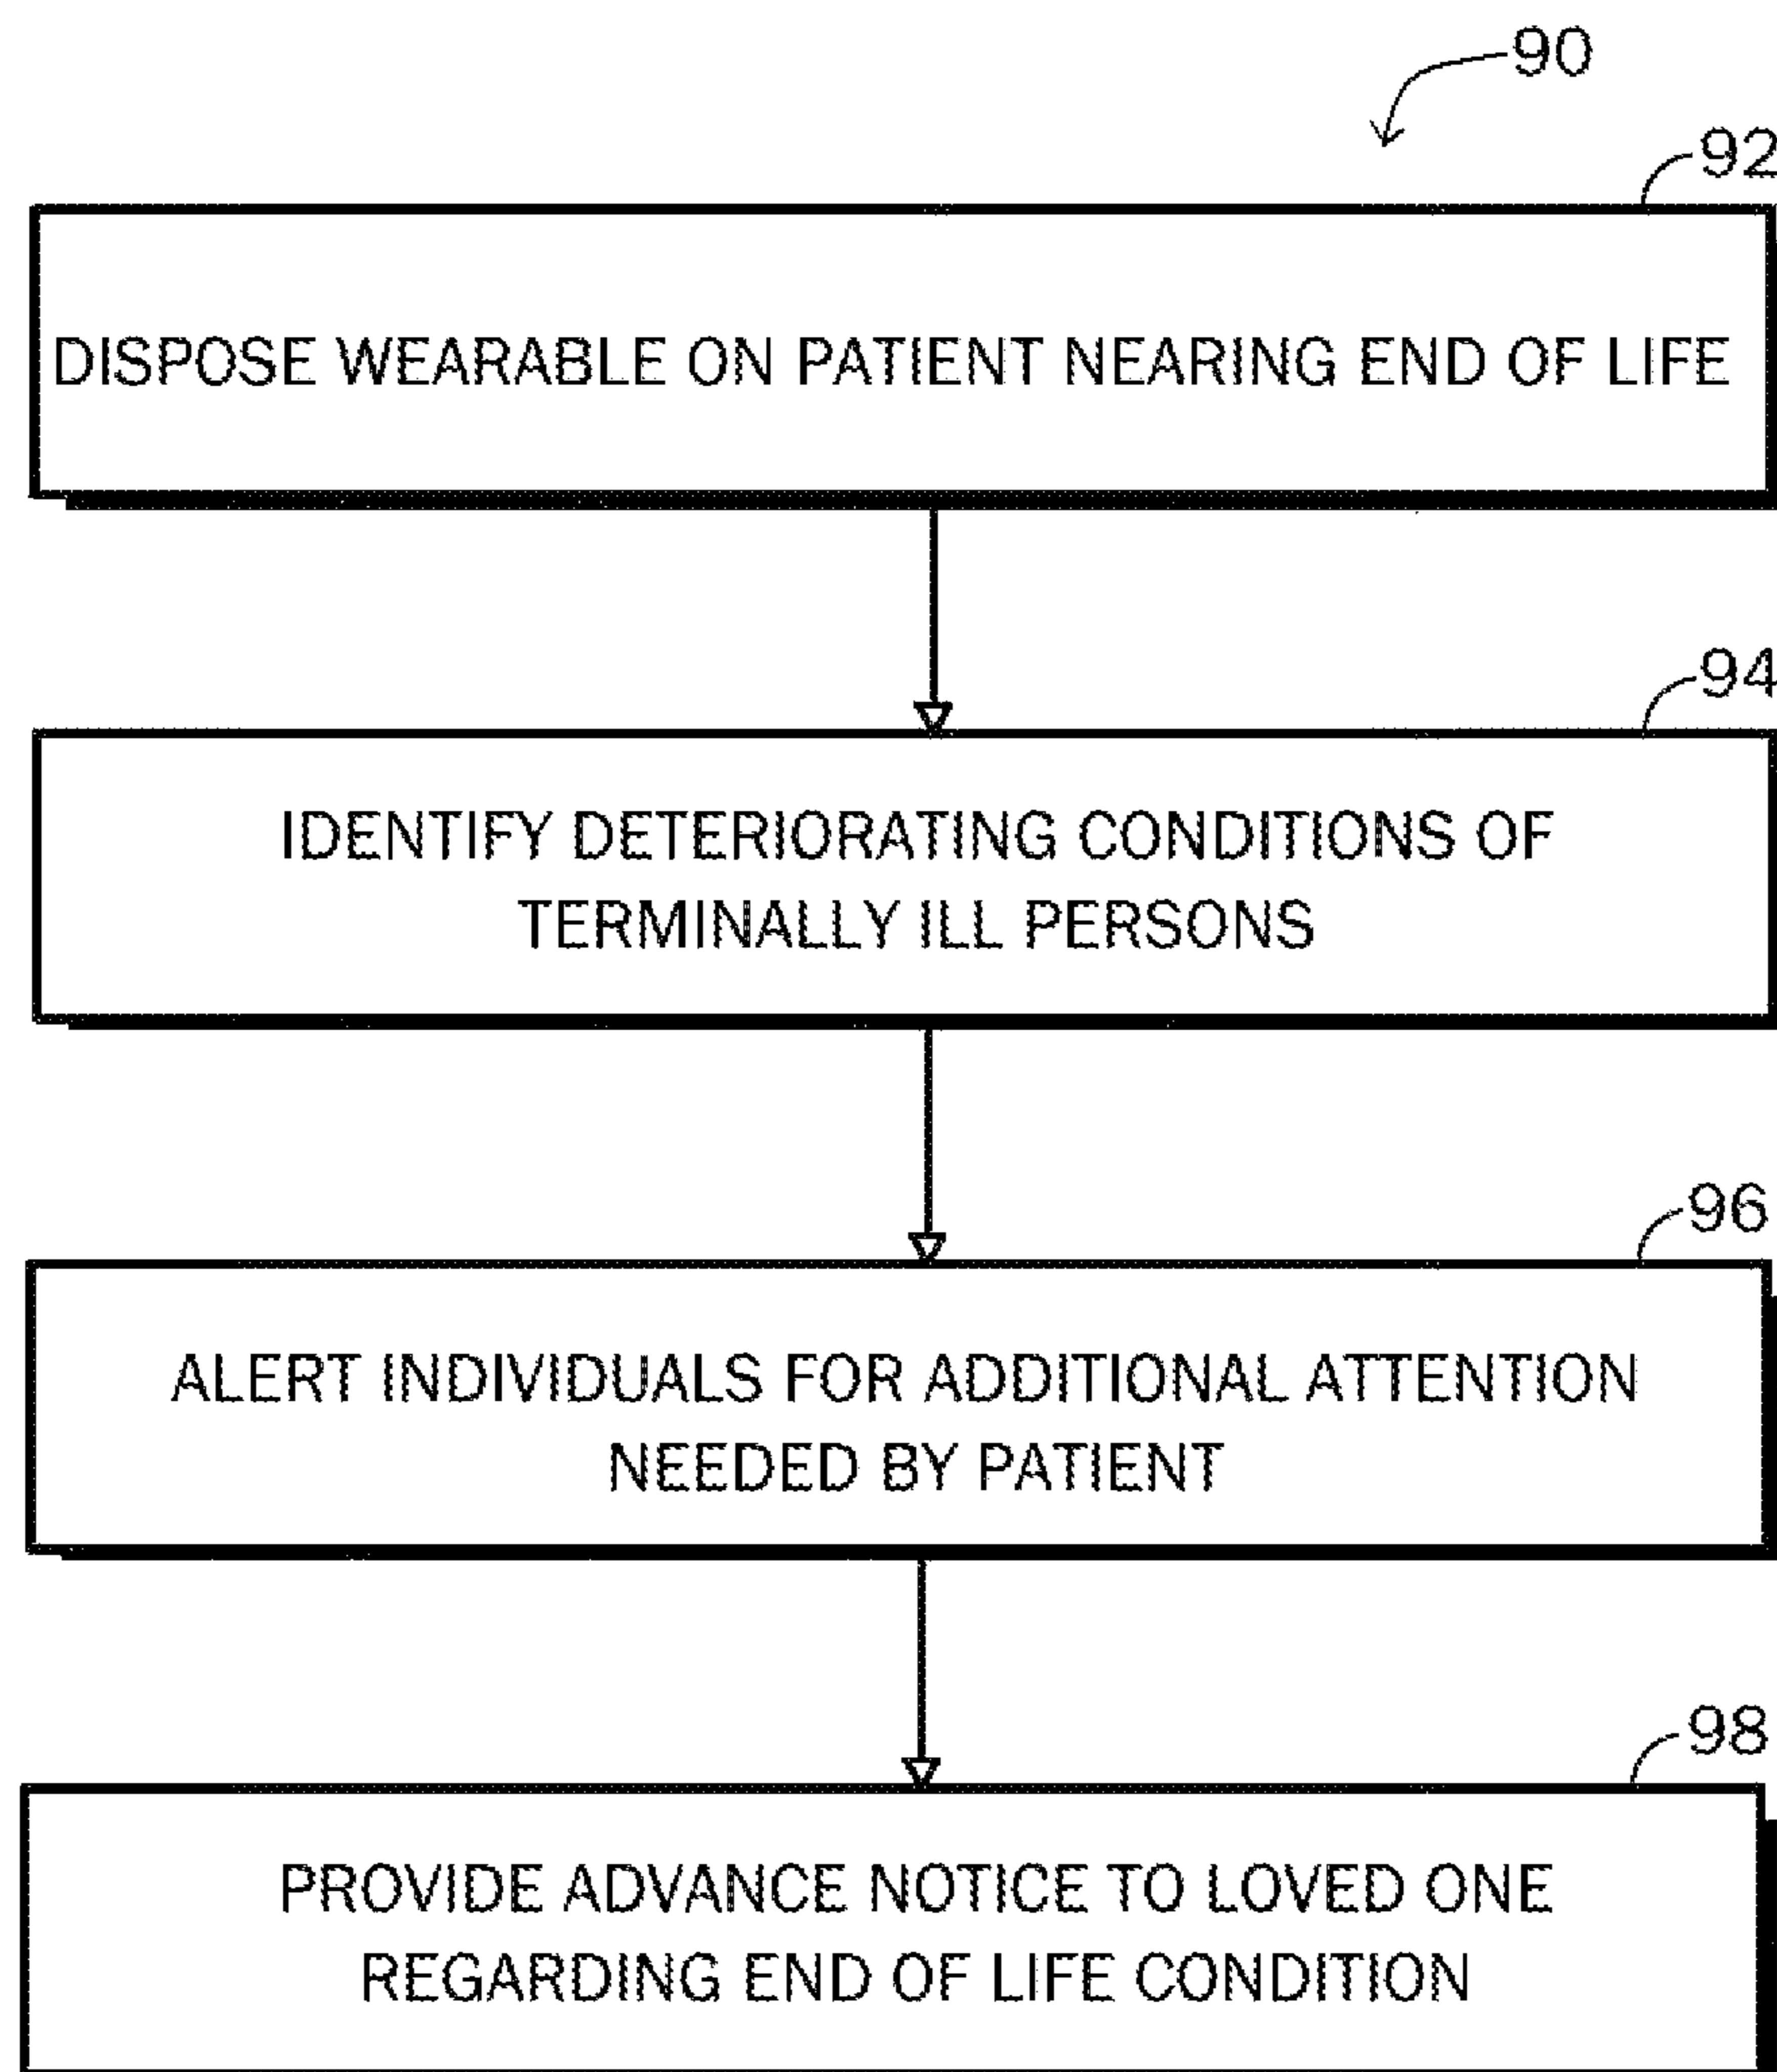 90
92
DISPOSE WEARABLE ON PATIENT NEARING END OF LIFE
94
IDENTIFY DETERIORATING CONDITIONS OF
TERMINALLY ILL PERSONS
96
ALERT INDIVIDUALS FOR ADDITIONAL ATTENTION
NEEDED BY PATIENT
98
PROVIDE ADVANCE NOTICE TO LOVED ONE
REGARDING END OF LIFE CONDITION